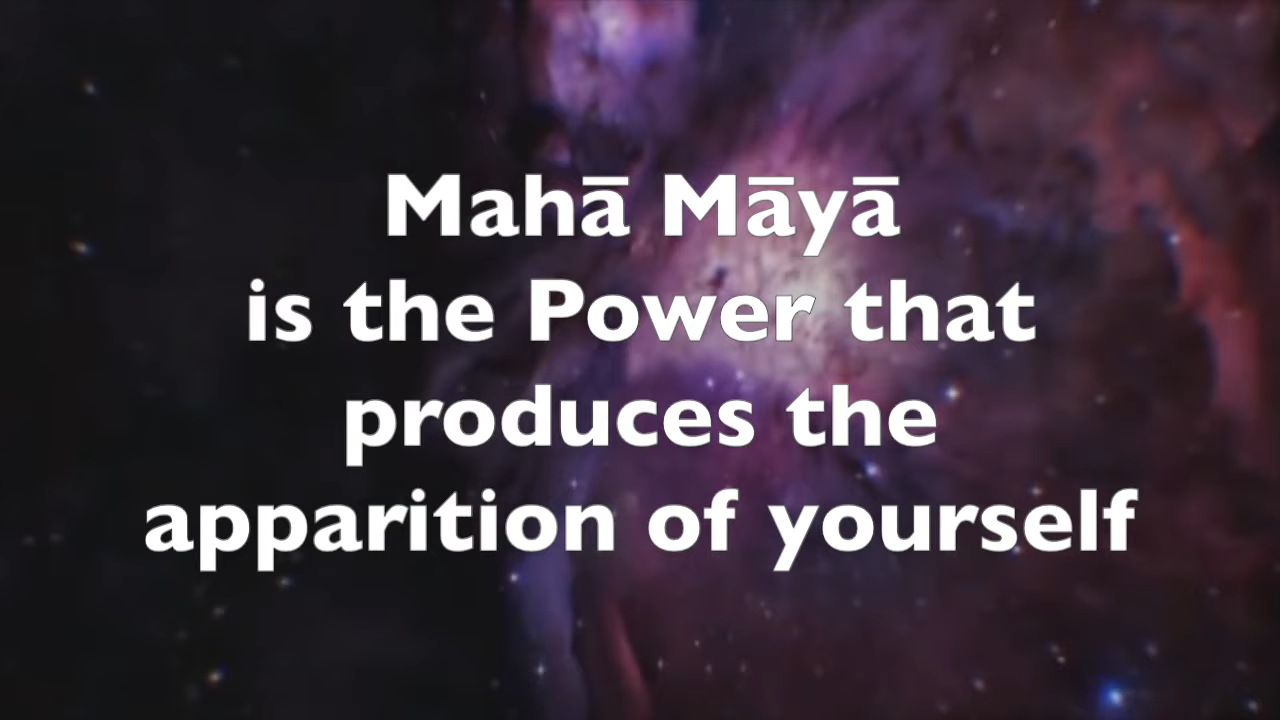 Mahā Māyā
is the Power that
produces the
apparition of yourself